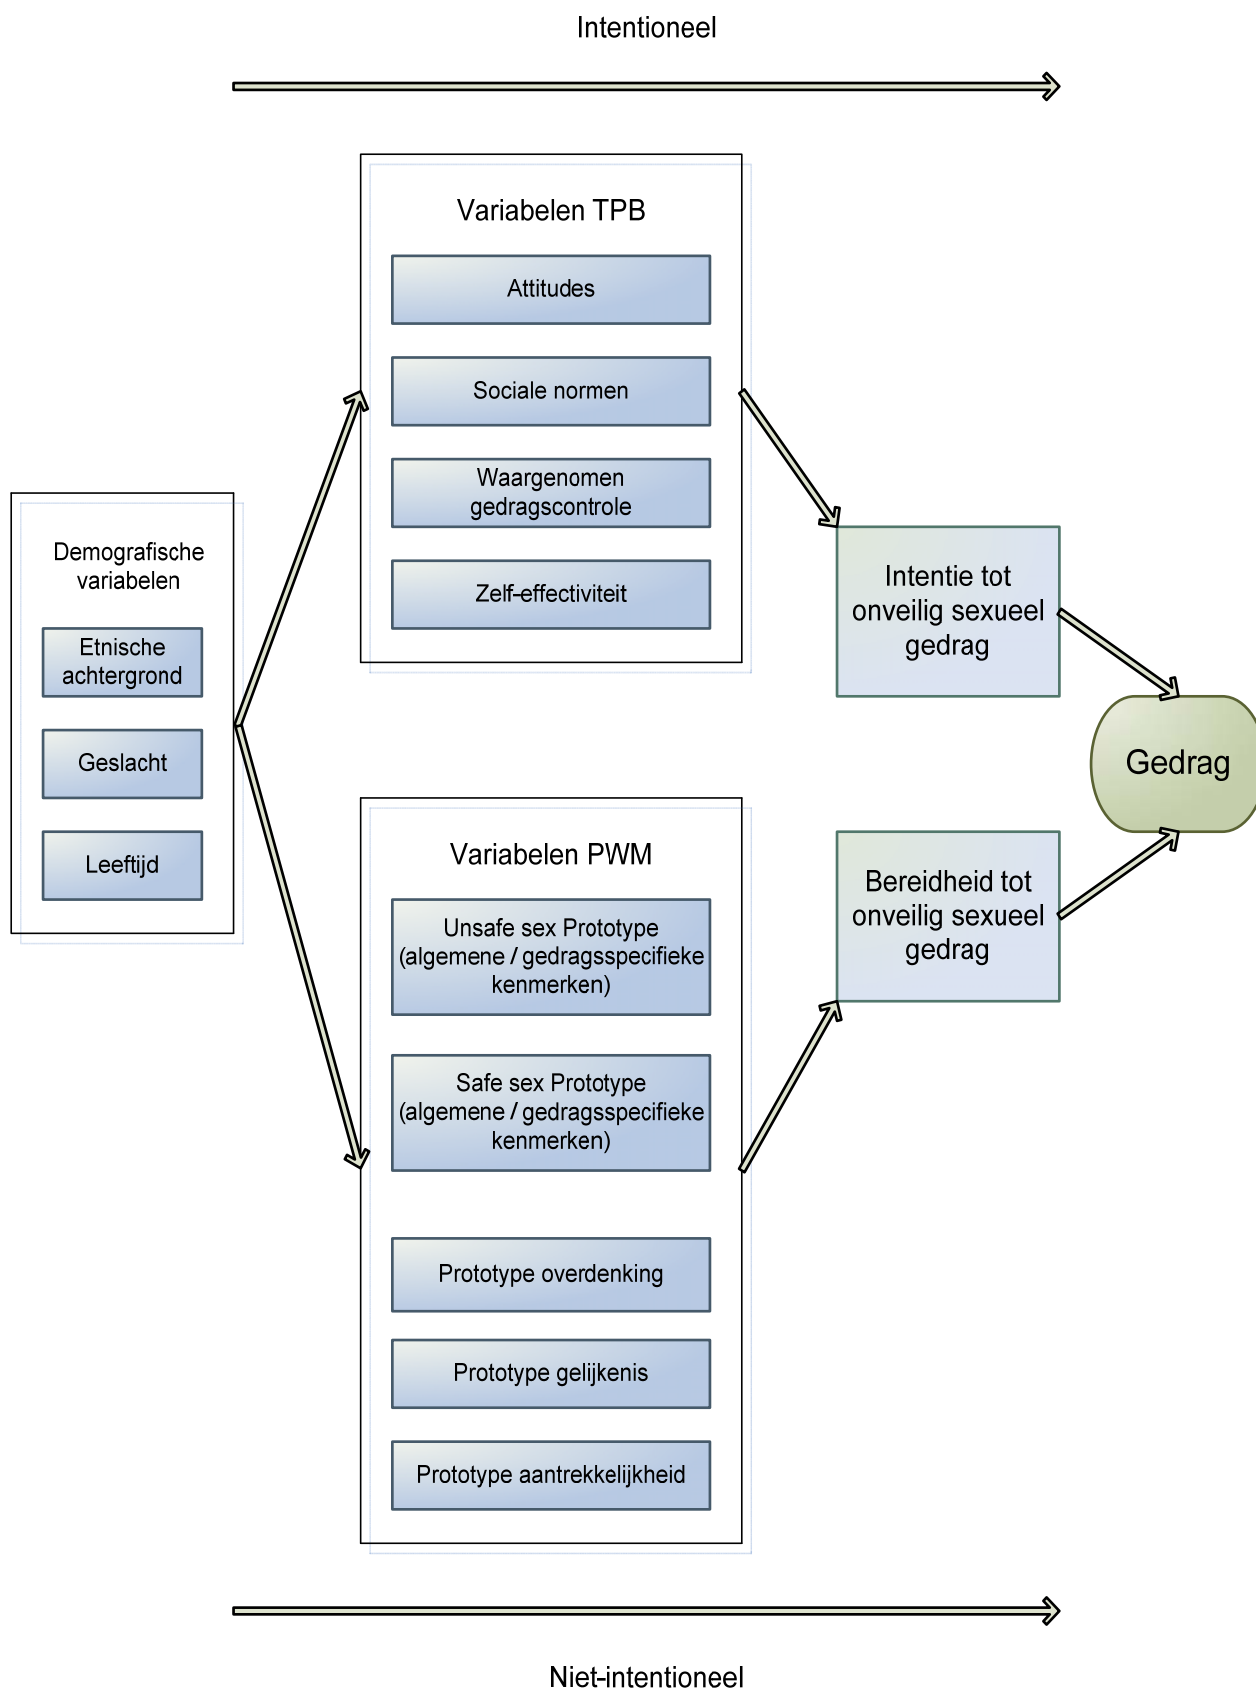 Intentioneel
Variabelen TPB
Attitudes
Sociale normen
Waargenomen
gedragscontrole
Zelf-effectiviteit
Demografische
variabelen
Etnische
achtergrond
Geslacht
Leeftijd
Intentie tot
onveilig sexueel
gedrag
Gedrag
Bereidheid tot
onveilig sexueel
gedrag
Variabelen PWM
Unsafe sex Prototype
(algemene / gedragsspecifieke
kenmerken)
Safe sex Prototype
(algemene / gedragsspecifieke
kenmerken)
Prototype overdenking
Prototype gelijkenis
Prototype aantrekkelijkheid
Niet-intentioneel